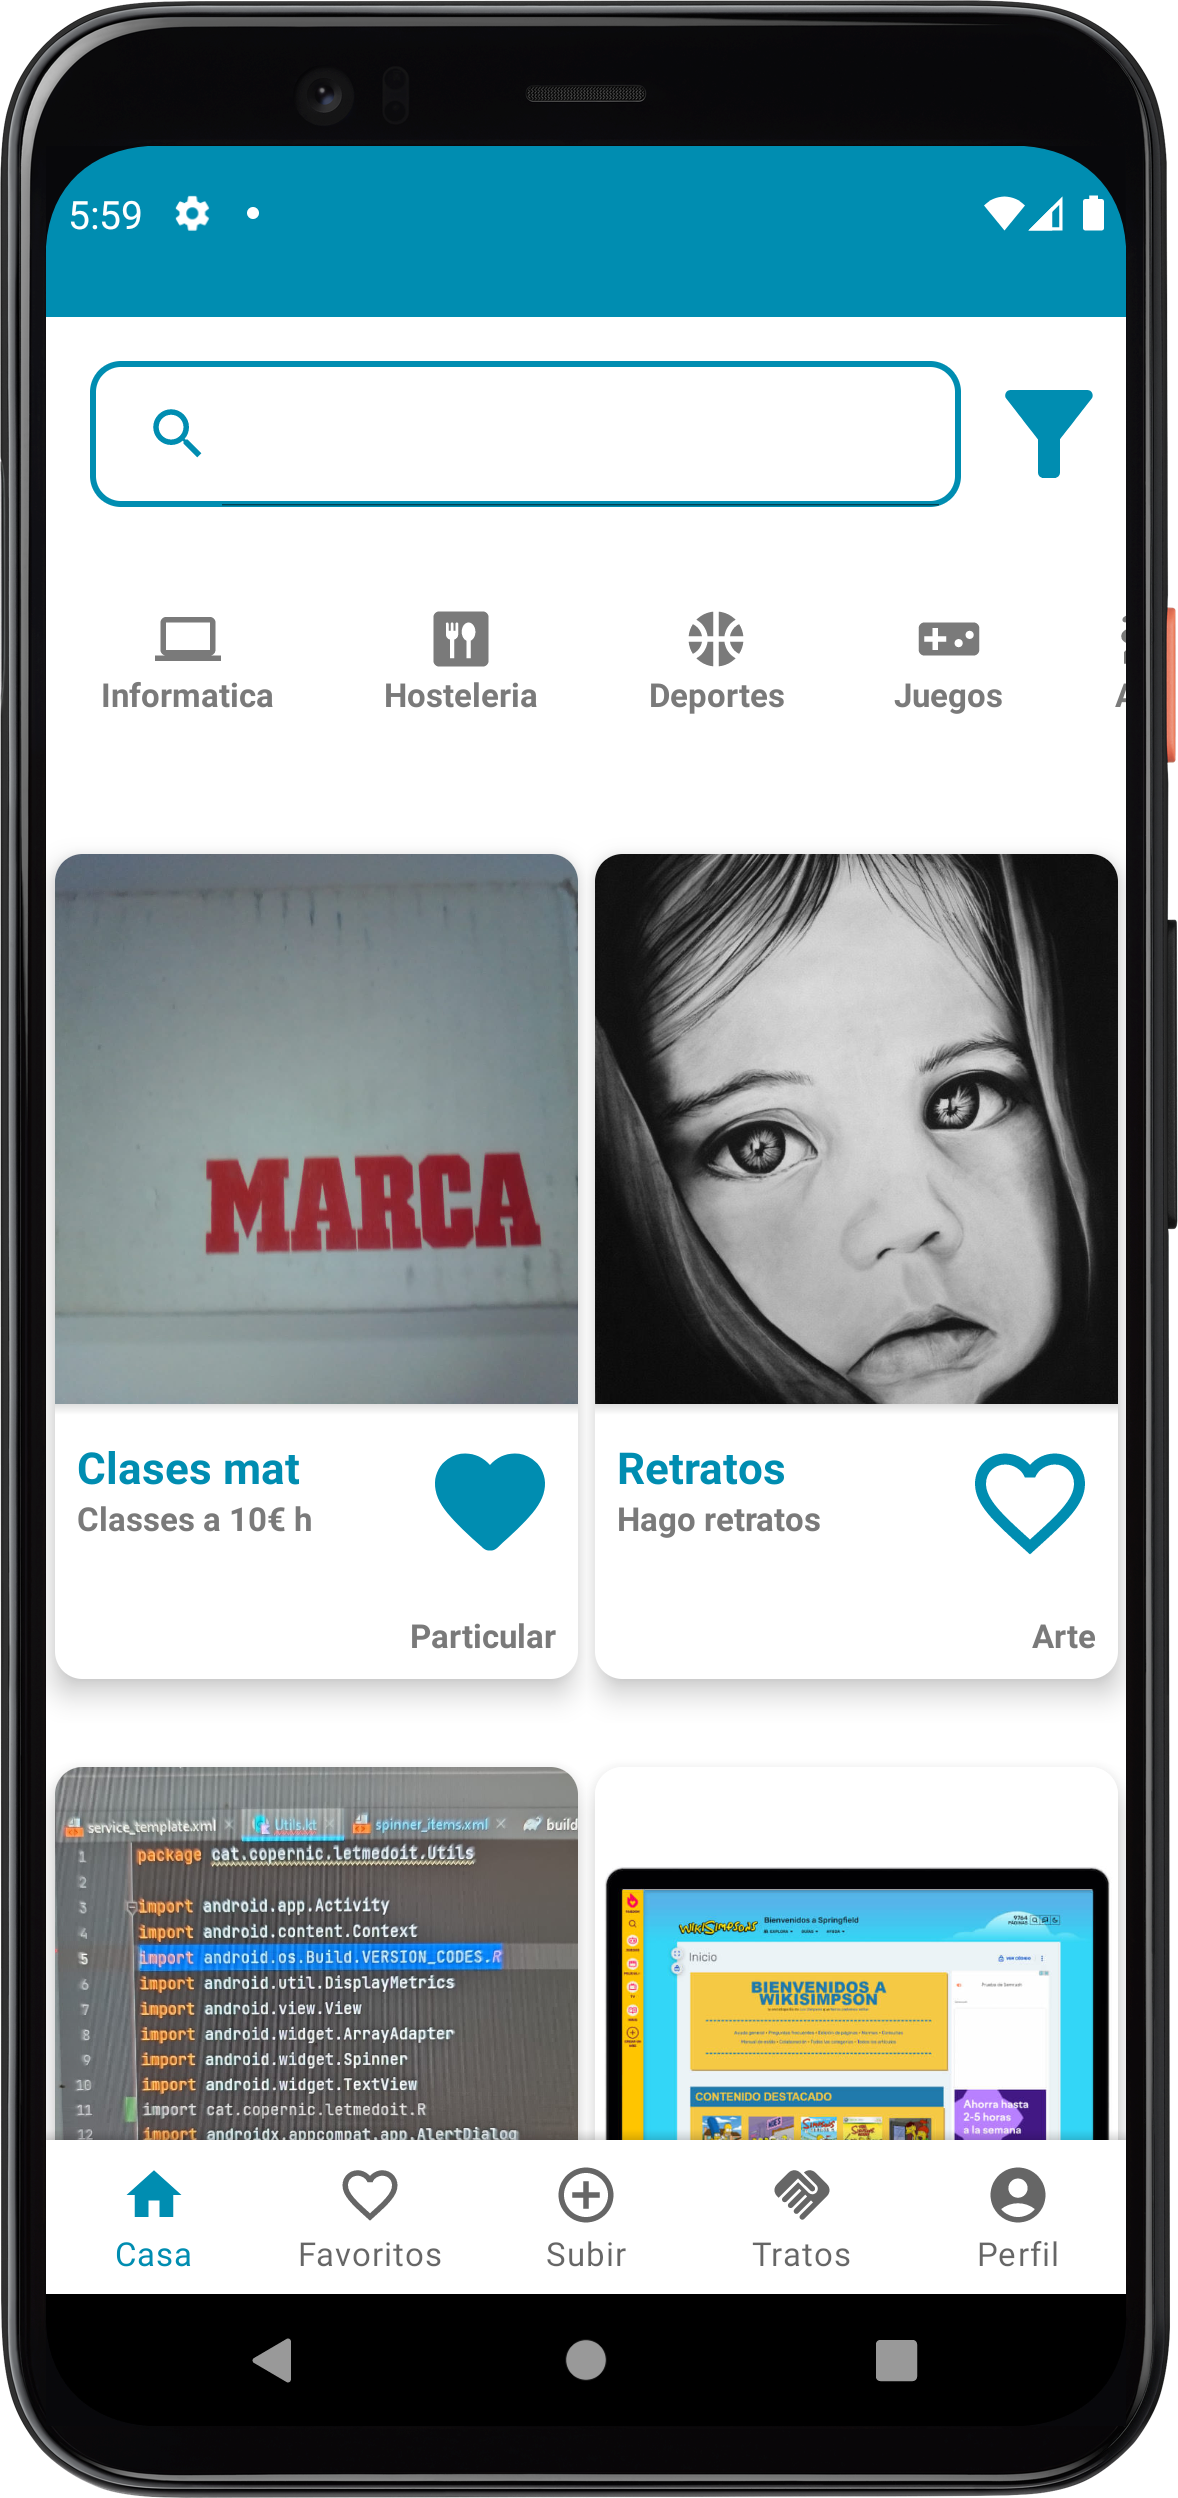 5:59
Informatica
Hosteleria
Deportes
Juegos
MARCA
Clases mat
Classes a 10€ h
Particular
Retratos
Hago retratos
Arte
service_template.xml
Utils.kt
spinner_items.xml
build
1 package cat.copernic.letmedoit.Utils
2
3 import android.app.Activity
4 import android.content.Context
5 import android.os.Build.VERSION_CODES.R
6 import android.util.DisplayMetrics
7 import android.view.View
8 import android.widget.ArrayAdapter
9 import android.widget.Spinner
10 import android.widget.TextView
11 import cat.copernic.letmedoit.R
12 import androidx.appcompat.app.AlertDialog
WIKISIMPSONS
Bienvenidos a Springfield
Inicio
BIENVENIDOS A
WIKISIMPSON
CONTENIDO DESTACADO
Ahorra hasta
2-5 horas
a la semana
Casa
Favoritos
Subir
Tratos
Perfil